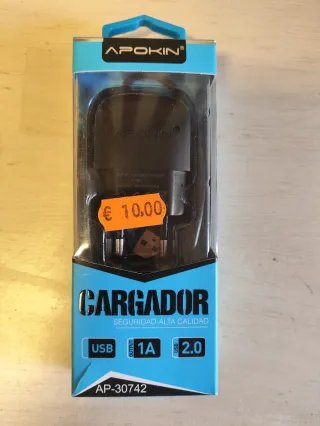 APOKIN®
€ 10,00
CARGADOR
SEGURIDAD·ALTA CALIDAD
USB
1A
2.0
AP-30742